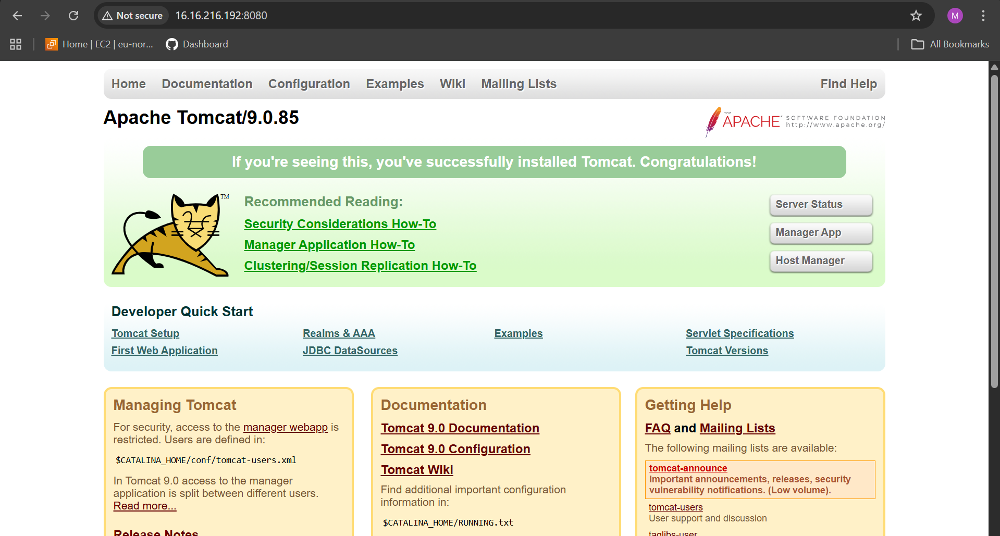 Not secure 16.16.216.192:8080 M
Home | EC2 | eu-nor... Dashboard All Bookmarks
Home Documentation Configuration Examples Wiki Mailing Lists Find Help
Apache Tomcat/9.0.85
THE APACHE SOFTWARE FOUNDATION
http://www.apache.org/
If you're seeing this, you've successfully installed Tomcat. Congratulations!
TM
Recommended Reading:
Security Considerations How-To
Manager Application How-To
Clustering/Session Replication How-To
Server Status
Manager App
Host Manager
Developer Quick Start
Tomcat Setup
First Web Application
Realms & AAA
JDBC DataSources
Examples
Servlet Specifications
Tomcat Versions
Managing Tomcat
For security, access to the manager webapp is
restricted. Users are defined in:
$CATALINA_HOME/conf/tomcat-users.xml
In Tomcat 9.0 access to the manager
application is split between different users.
Read more...
Release Notes
Documentation
Tomcat 9.0 Documentation
Tomcat 9.0 Configuration
Tomcat Wiki
Find additional important configuration
information in:
$CATALINA_HOME/RUNNING.txt
Getting Help
FAQ and Mailing Lists
The following mailing lists are available:
tomcat-announce
Important announcements, releases, security
vulnerability notifications. (Low volume).
tomcat-users
User support and discussion
taglibs-user